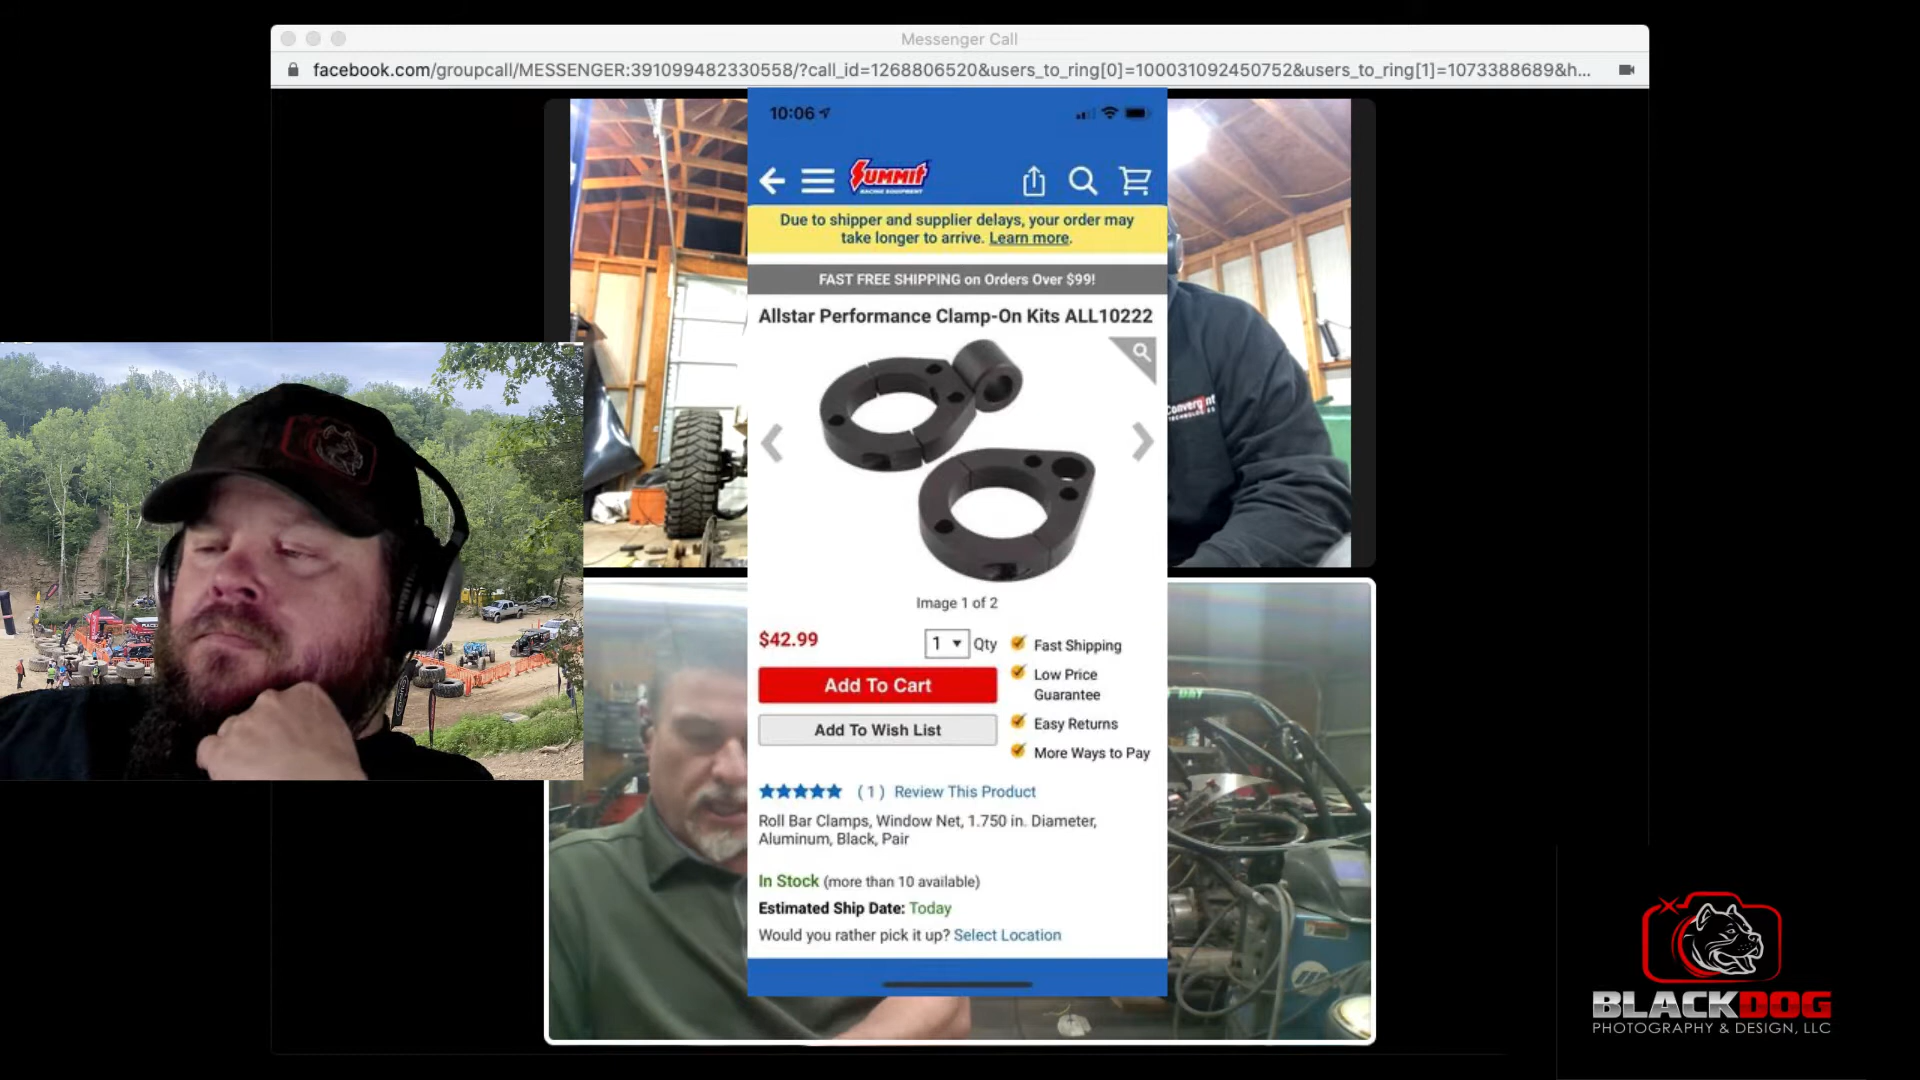 Messenger Call
facebook.com/groupcall/MESSENGER:391099482330558/?call_id=1268806520&users_to_ring[0]=100031092450752&users_to_ring[1]=1073388689&h...
10:06
SUMMIT
RACING EQUIPMENT
Due to shipper and supplier delays, your order may
take longer to arrive. Learn more.
FAST FREE SHIPPING on Orders Over $99!
Allstar Performance Clamp-On Kits ALL10222
Image 1 of 2
$42.99
1 Qty
Add To Cart
Add To Wish List
Fast Shipping
Low Price
Guarantee
Easy Returns
More Ways to Pay
(1) Review This Product
Roll Bar Clamps, Window Net, 1.750 in. Diameter,
Aluminum, Black, Pair
In Stock (more than 10 available)
Estimated Ship Date: Today
Would you rather pick it up? Select Location
DAY
BLACKDOG
PHOTOGRAPHY & DESIGN, LLC